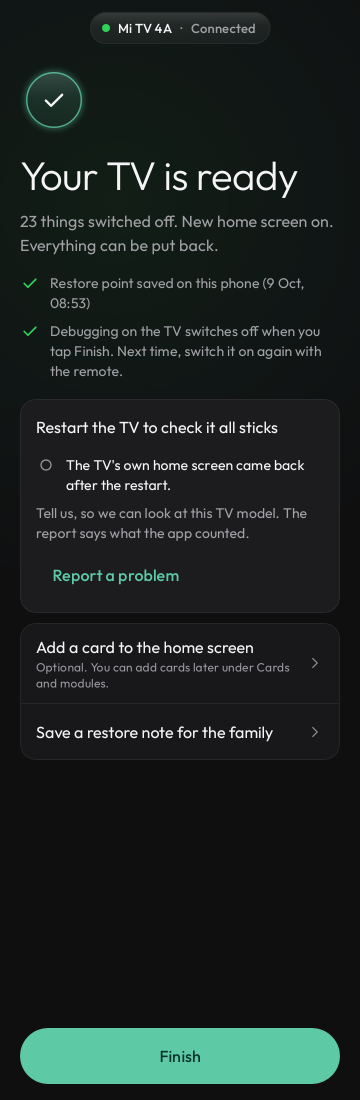 Mi TV 4A · Connected
Your TV is ready
23 things switched off. New home screen on.
Everything can be put back.
Restore point saved on this phone (9 Oct,
08:53)
Debugging on the TV switches off when you
tap Finish. Next time, switch it on again with
the remote.
Restart the TV to check it all sticks
The TV's own home screen came back
after the restart.
Tell us, so we can look at this TV model. The
report says what the app counted.
Report a problem
Add a card to the home screen
Optional. You can add cards later under Cards
and modules.
Save a restore note for the family
Finish